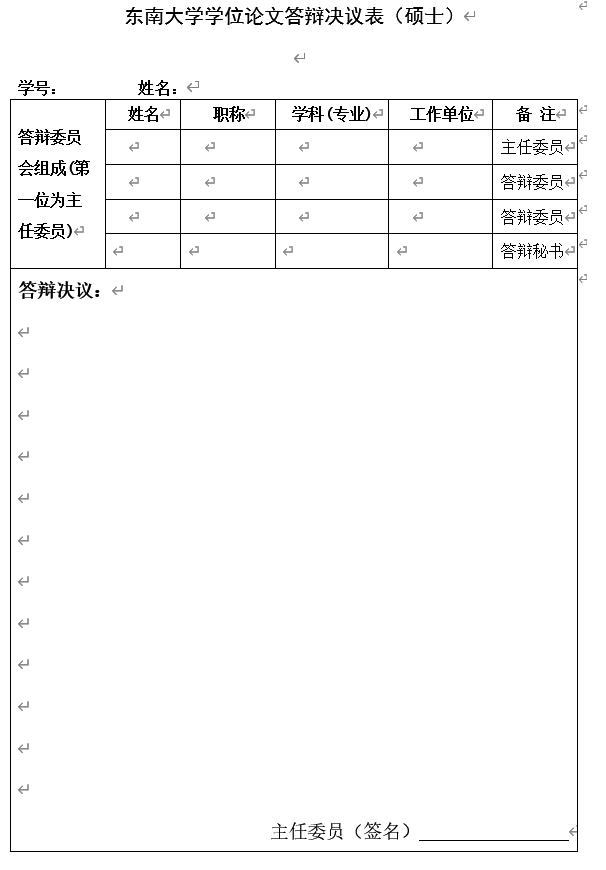 东南大学学位论文答辩决议表（硕士）
学号： 姓名：
答辩委员会组成(第一位为主任委员) 姓名 职称 学科(专业) 工作单位 备 注
主任委员
答辩委员
答辩委员
答辩秘书
答辩决议：
主任委员（签名）